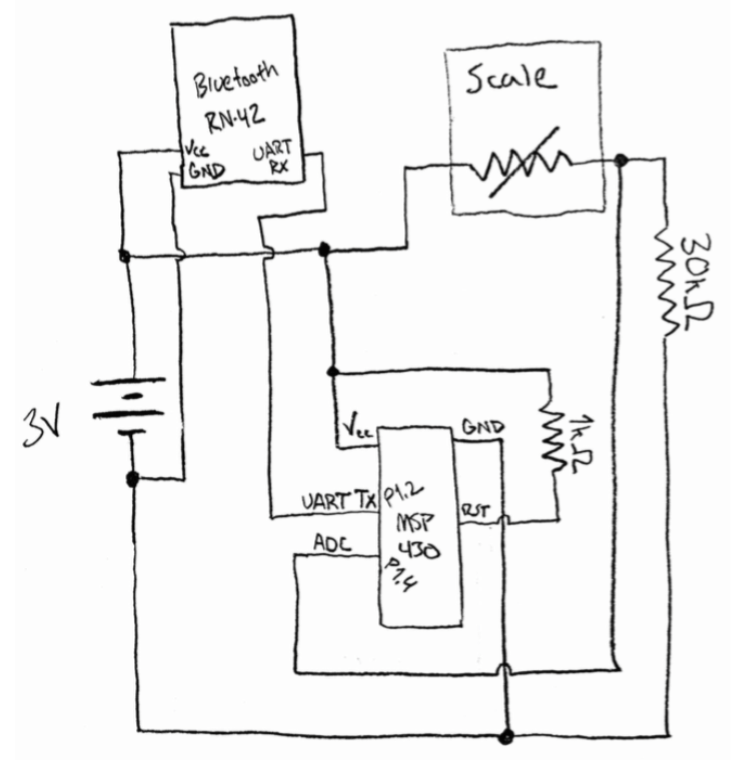 Bluetooth
RN-42
Vcc
GND
UART
RX
Scale
30kΩ
3V
1kΩ
Vcc
GND
UART TX
P1.2
MSP
430
P1.4
RST
ADC